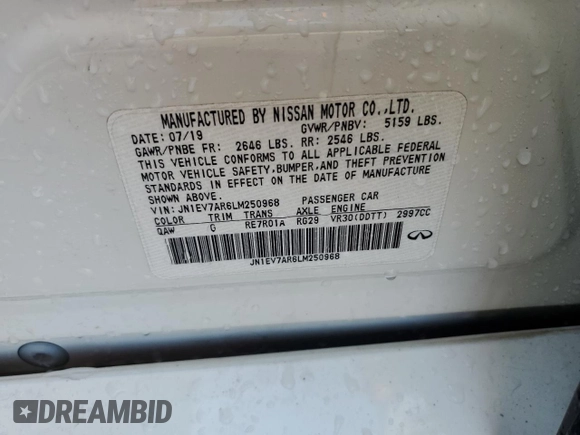 MANUFACTURED BY NISSAN MOTOR CO.,LTD.
DATE: 07/19 GVWR/PNBV: 5159 LBS.
GAWR/PNBE FR: 2646 LBS. RR: 2546 LBS.
THIS VEHICLE CONFORMS TO ALL APPLICABLE FEDERAL
MOTOR VEHICLE SAFETY,BUMPER,AND THEFT PREVENTION
STANDARDS IN EFFECT ON THE DATE OF MANUFACTURE
SHOWN ABOVE.
VIN: JN1EV7AR6LM250968 PASSENGER CAR
COLOR TRIM TRANS AXLE ENGINE
QAW G RE7R01A RG29 VR30(DDTT) 2997CC
JN1EV7AR6LM250968
DREAMBID